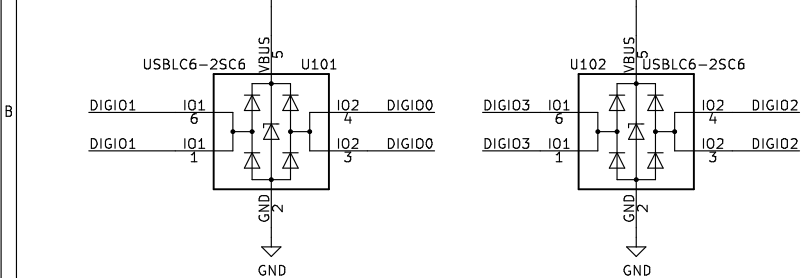 USBLC6-2SC6 VBUS 5 U101
U102 VBUS 5 USBLC6-2SC6
B
DIGIO1 IO1 6
IO2 4 DIGIO0
DIGIO3 IO1 6
IO2 4 DIGIO2
DIGIO1 IO1 1
IO2 3 DIGIO0
DIGIO3 IO1 1
IO2 3 DIGIO2
GND 2
GND 2
GND
GND